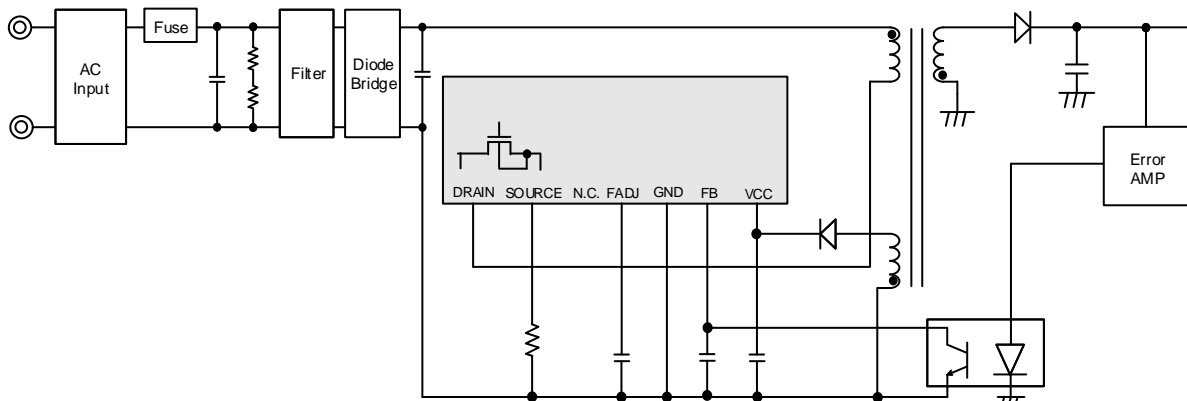 Fuse
AC
Input
Filter
Diode
Bridge
DRAIN SOURCE N.C. FADJ GND FB VCC
Error
AMP